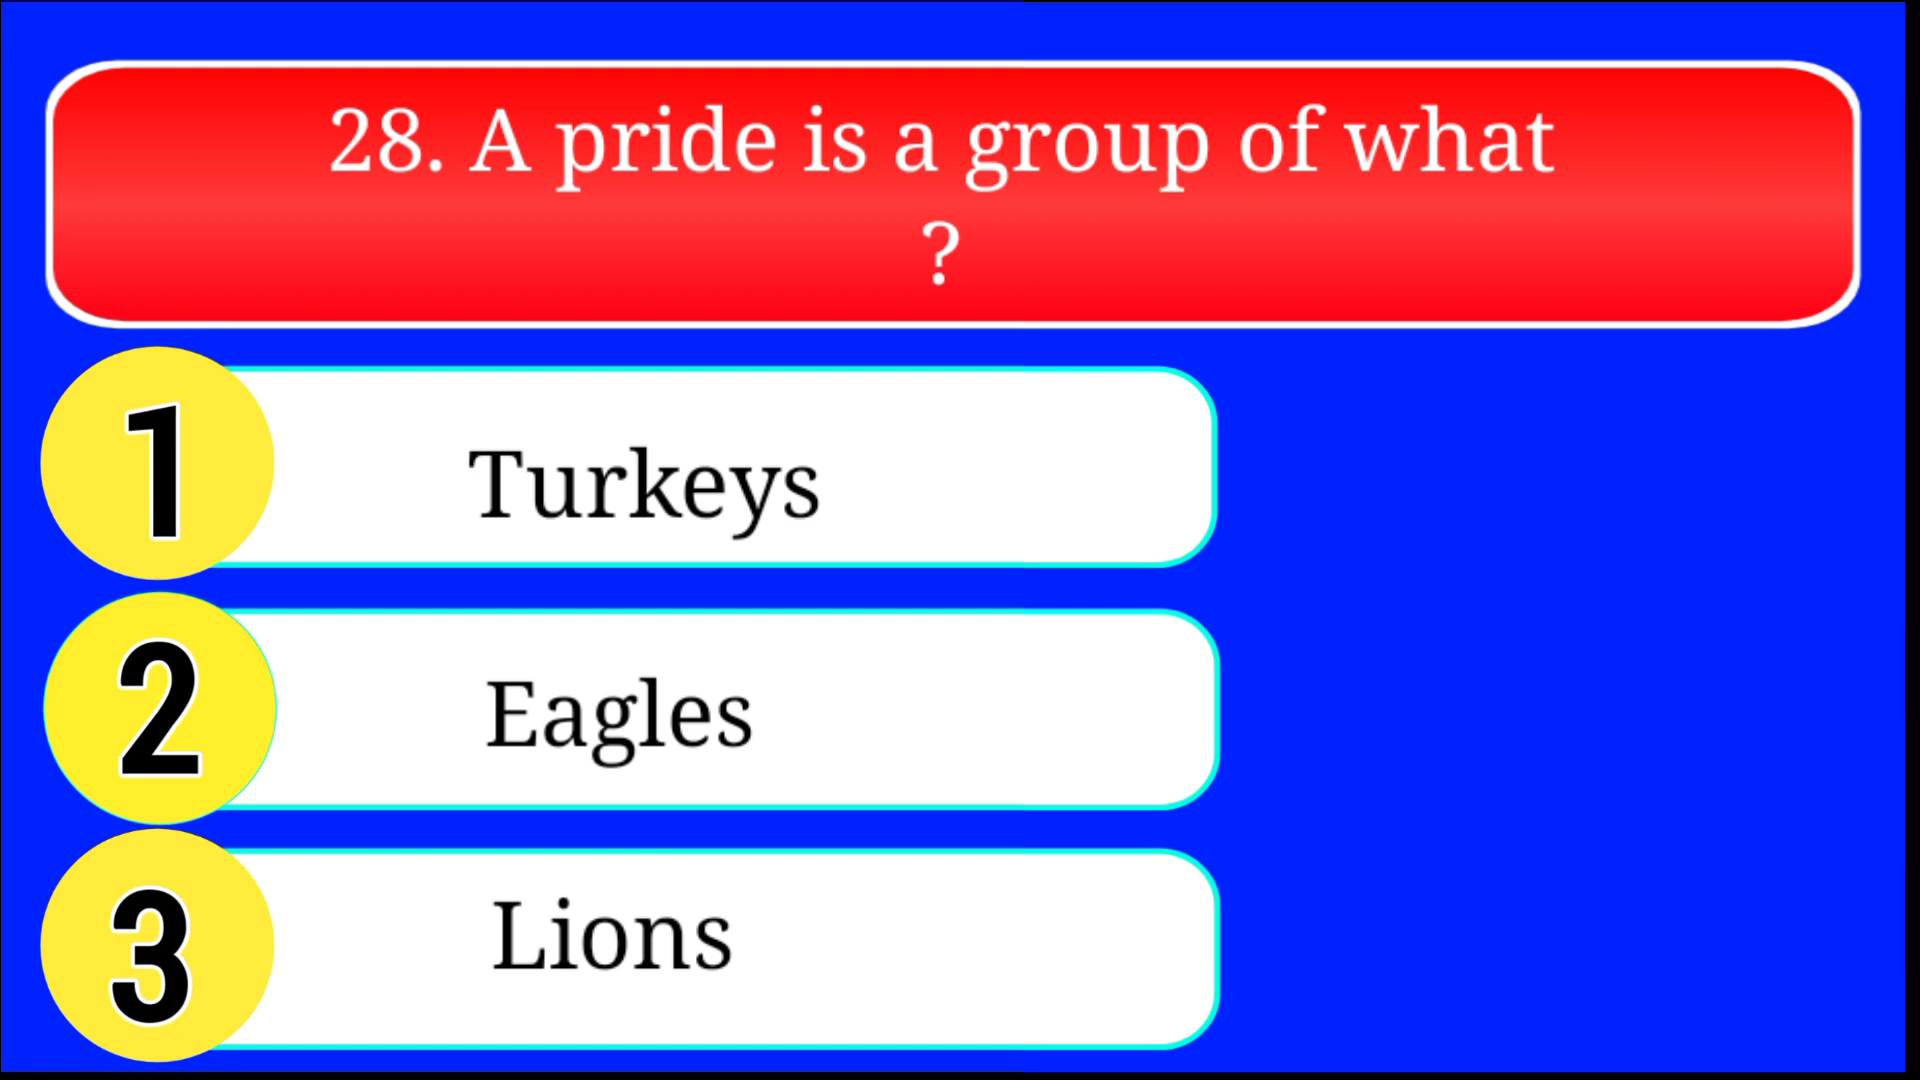 28. A pride is a group of what
?
1
Turkeys
2
Eagles
3
Lions